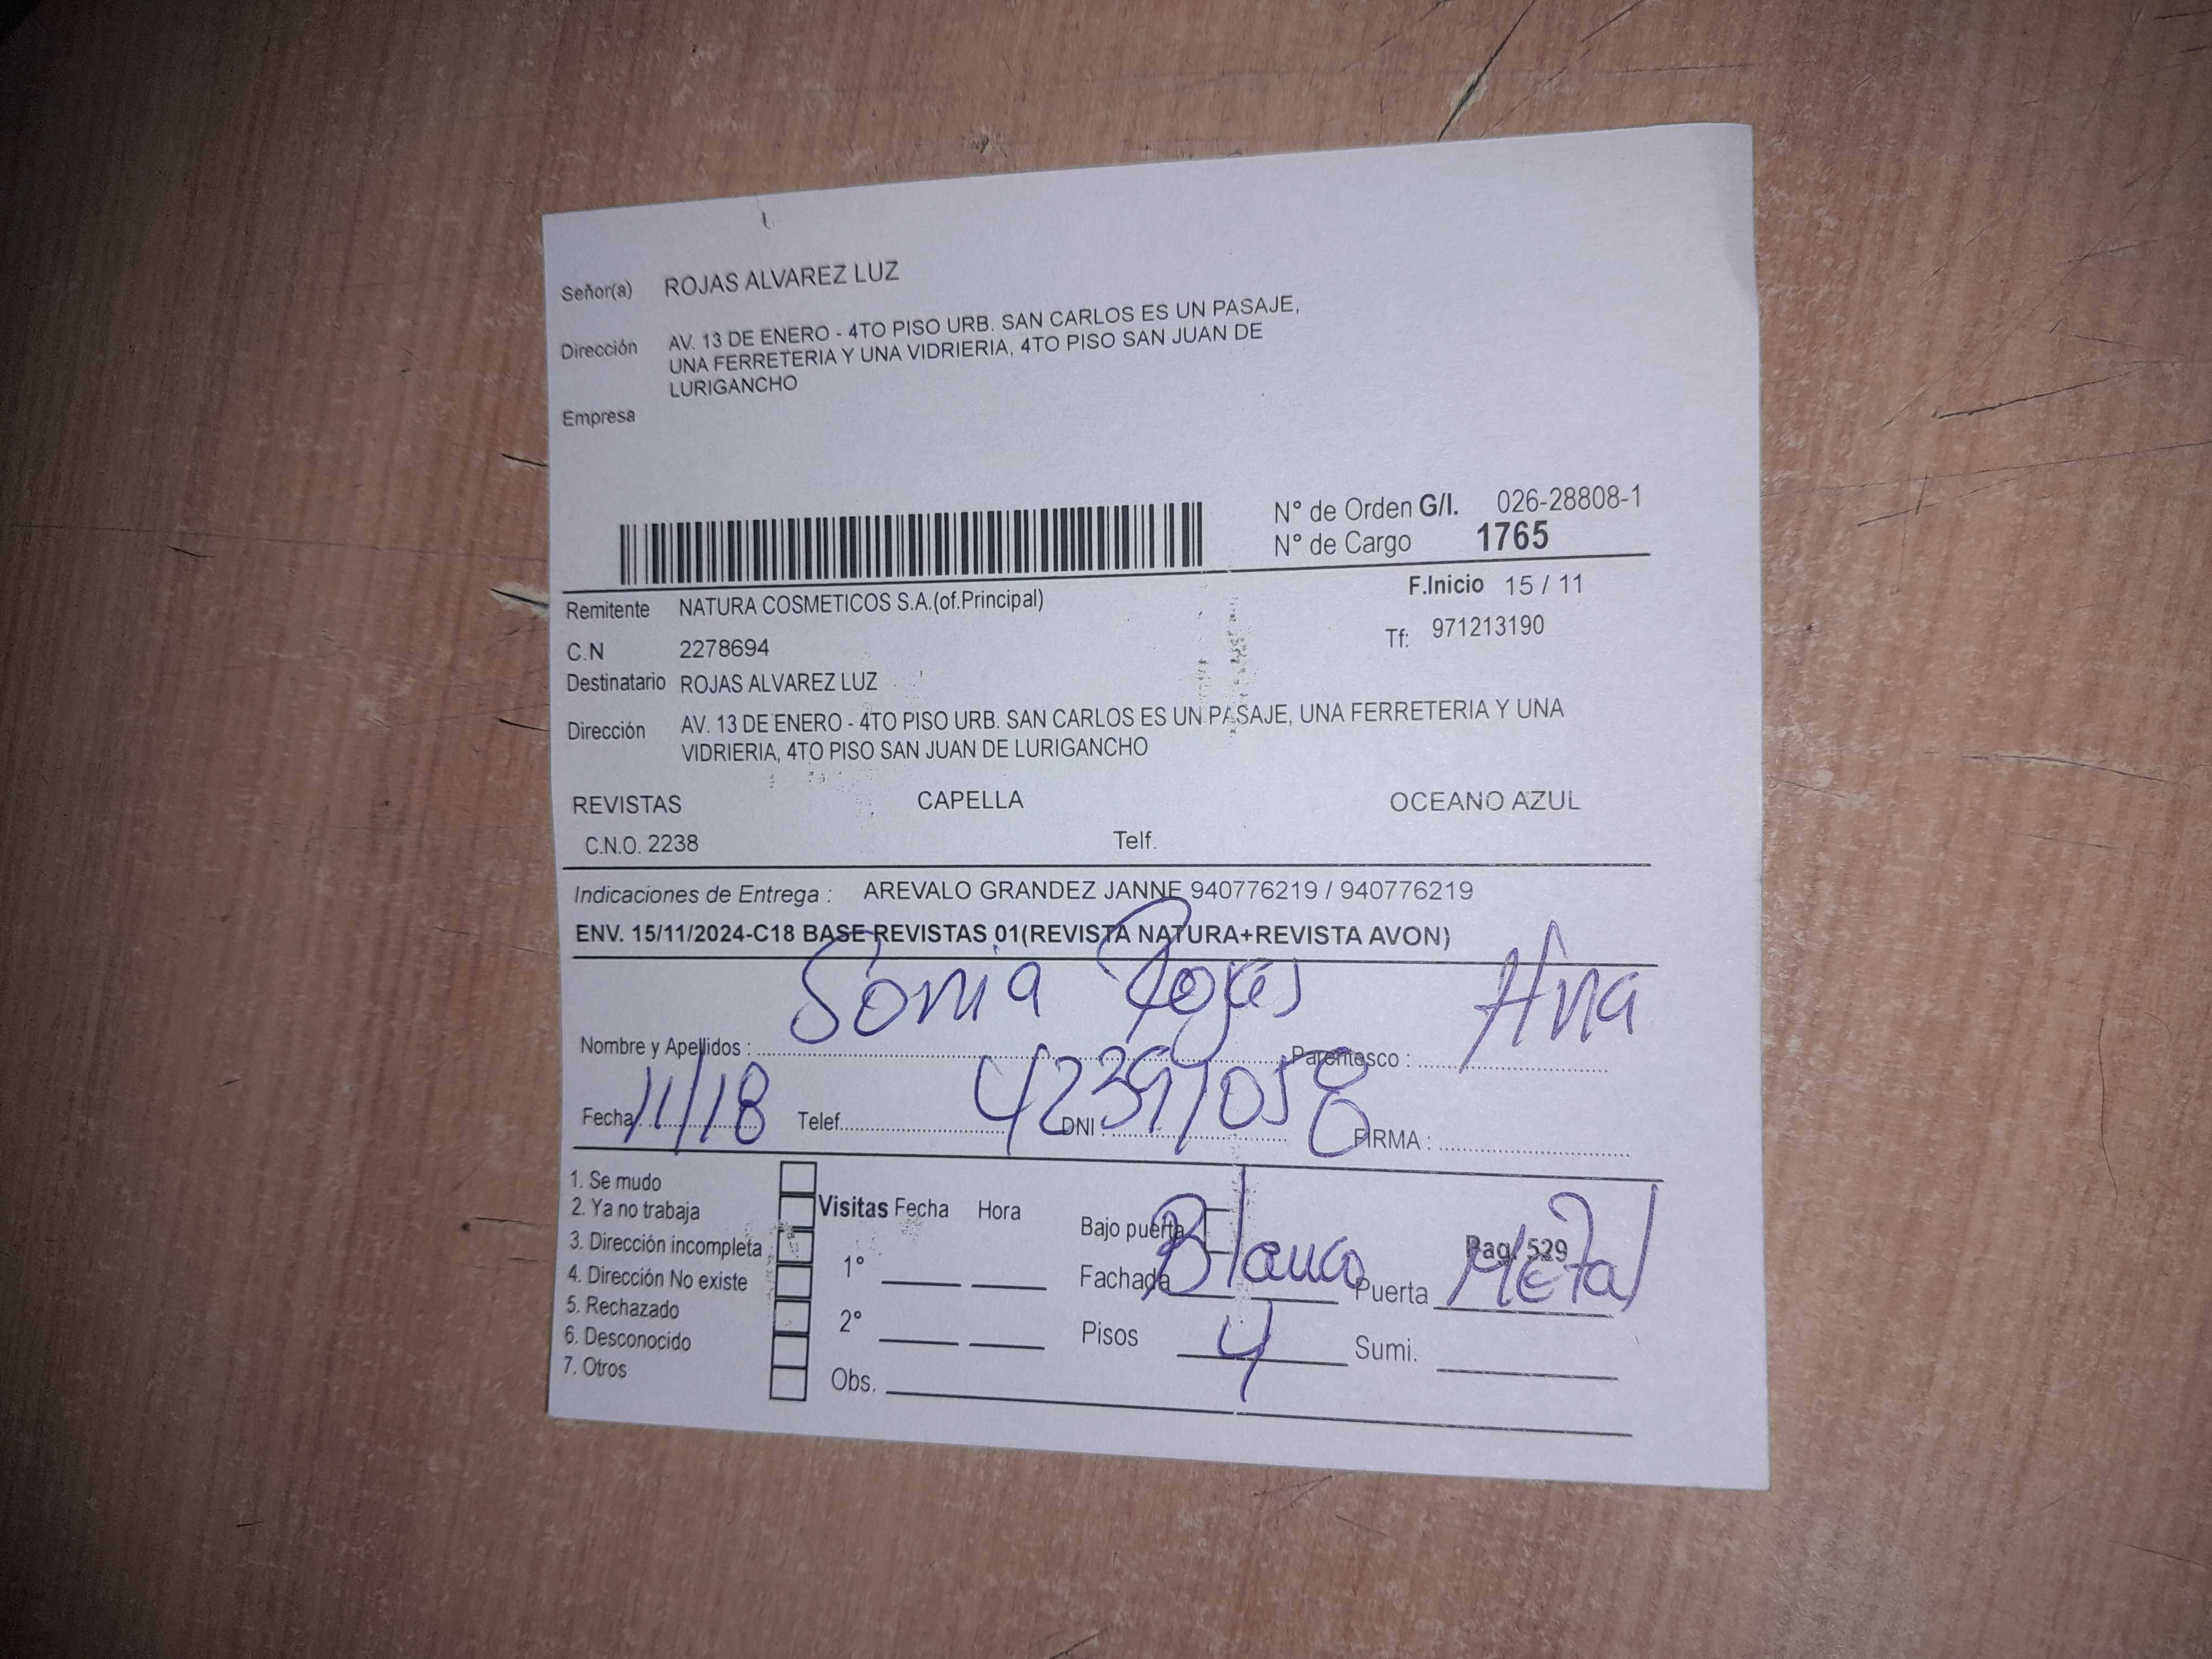 Señor(a) ROJAS ALVAREZ LUZ
Dirección AV. 13 DE ENERO - 4TO PISO URB. SAN CARLOS ES UN PASAJE,
UNA FERRETERIA Y UNA VIDRIERIA, 4TO PISO SAN JUAN DE
LURIGANCHO
Empresa
N° de Orden G/I. 026-28808-1
N° de Cargo 1765
F.Inicio 15 / 11
Remitente NATURA COSMETICOS S.A.(of.Principal)
Tf: 971213190
C.N 2278694
Destinatario ROJAS ALVAREZ LUZ
Dirección AV. 13 DE ENERO - 4TO PISO URB. SAN CARLOS ES UN PASAJE, UNA FERRETERIA Y UNA
VIDRIERIA, 4TO PISO SAN JUAN DE LURIGANCHO
REVISTAS CAPELLA OCEANO AZUL
C.N.O. 2238 Telf.
Indicaciones de Entrega : AREVALO GRANDEZ JANNE 940776219 / 940776219
ENV. 15/11/2024-C18 BASE REVISTAS 01(REVISTA NATURA+REVISTA AVON)
Nombre y Apellidos : Sonia Rojas Parentesco :
Fecha 11/18 Telef. DNI : 42397058 FIRMA :
1. Se mudo
2. Ya no trabaja
3. Dirección incompleta
4. Dirección No existe
5. Rechazado
6. Desconocido
7. Otros
Visitas Fecha Hora
1°
2°
Obs.
Bajo puerta
Pag. 529
Fachada Blanco Puerta Metal
Pisos 4 Sumi.